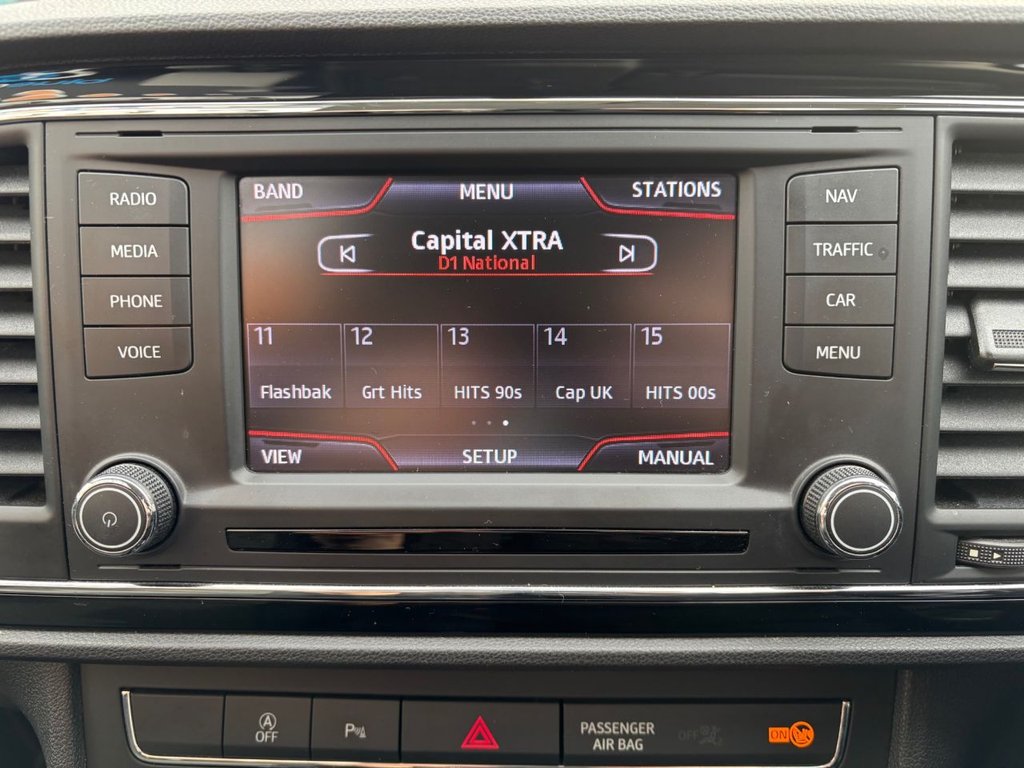 BAND MENU STATIONS
RADIO
MEDIA
PHONE
VOICE
Capital XTRA
D1 National
11 12 13 14 15
Flashbak Grt Hits HITS 90s Cap UK HITS 00s
VIEW SETUP MANUAL
NAV
TRAFFIC
CAR
MENU
A
OFF
P
PASSENGER
AIR BAG
OFF
ON